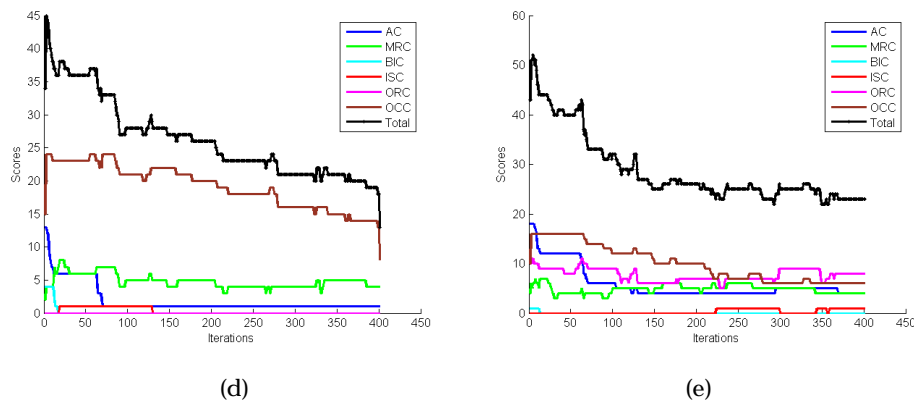 45
40
35
30
25
20
15
10
5
0
Scores
0 50 100 150 200 250 300 350 400 450
Iterations
AC
MRC
BIC
ISC
ORC
OCC
Total
(d)
60
50
40
30
20
10
0
Scores
0 50 100 150 200 250 300 350 400 450
Iterations
AC
MRC
BIC
ISC
ORC
OCC
Total
(e)